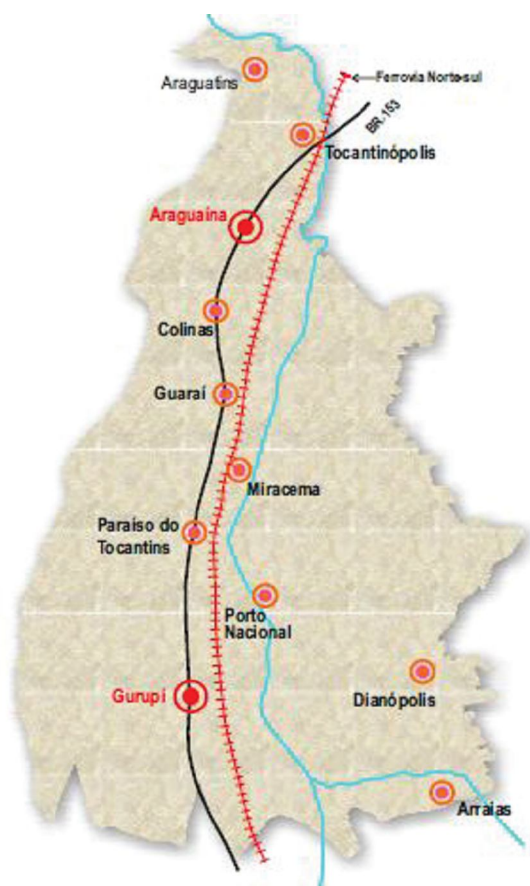 Araguatins
Ferrovia Norte-sul
BR-153
Tocantinópolis
Araguaína
Colinas
Guaraí
Miracema
Paraíso do
Tocantins
Porto
Nacional
Gurupi
Dianópolis
Arraias